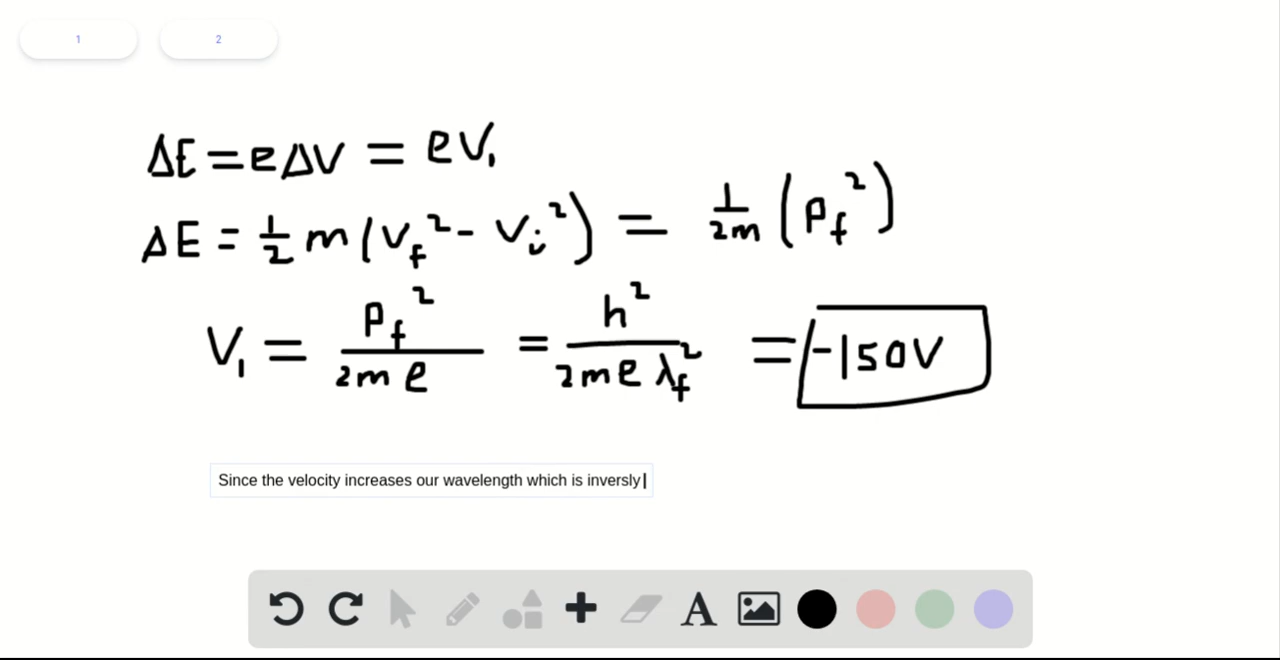 1 2
ΔE = eΔV = eV₁
ΔE = ½ m(v_f² - v_i²) = 1/2m (P_f²)
V₁ = P_f²/2me = h²/2meλ_f² = -150V
Since the velocity increases our wavelength which is inversly
A